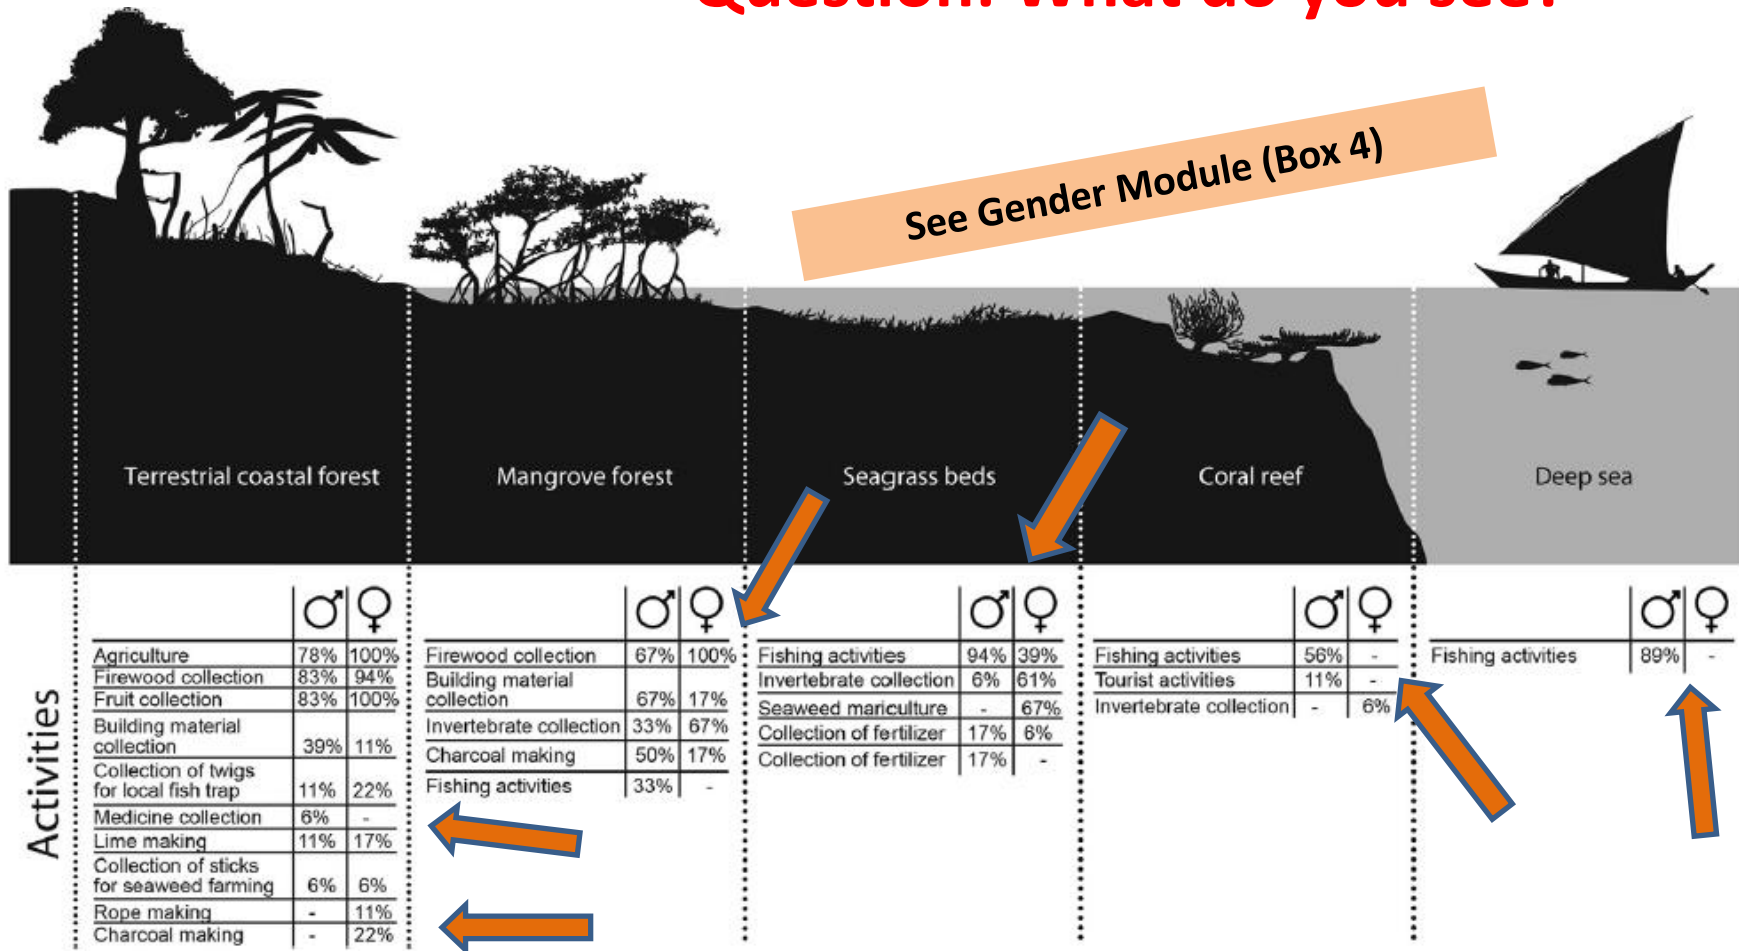 Question: What do you see?
See Gender Module (Box 4)
Terrestrial coastal forest
Mangrove forest
Seagrass beds
Coral reef
Deep sea
Activities
♂ ♀
Agriculture 78% 100%
Firewood collection 83% 94%
Fruit collection 83% 100%
Building material
collection 39% 11%
Collection of twigs
for local fish trap 11% 22%
Medicine collection 6% -
Lime making 11% 17%
Collection of sticks
for seaweed farming 6% 6%
Rope making - 11%
Charcoal making - 22%
♂ ♀
Firewood collection 67% 100%
Building material
collection 67% 17%
Invertebrate collection 33% 67%
Charcoal making 50% 17%
Fishing activities 33% -
♂ ♀
Fishing activities 94% 39%
Invertebrate collection 6% 61%
Seaweed mariculture - 67%
Collection of fertilizer 17% 6%
Collection of fertilizer 17% -
♂ ♀
Fishing activities 56% -
Tourist activities 11% -
Invertebrate collection - 6%
♂ ♀
Fishing activities 89% -